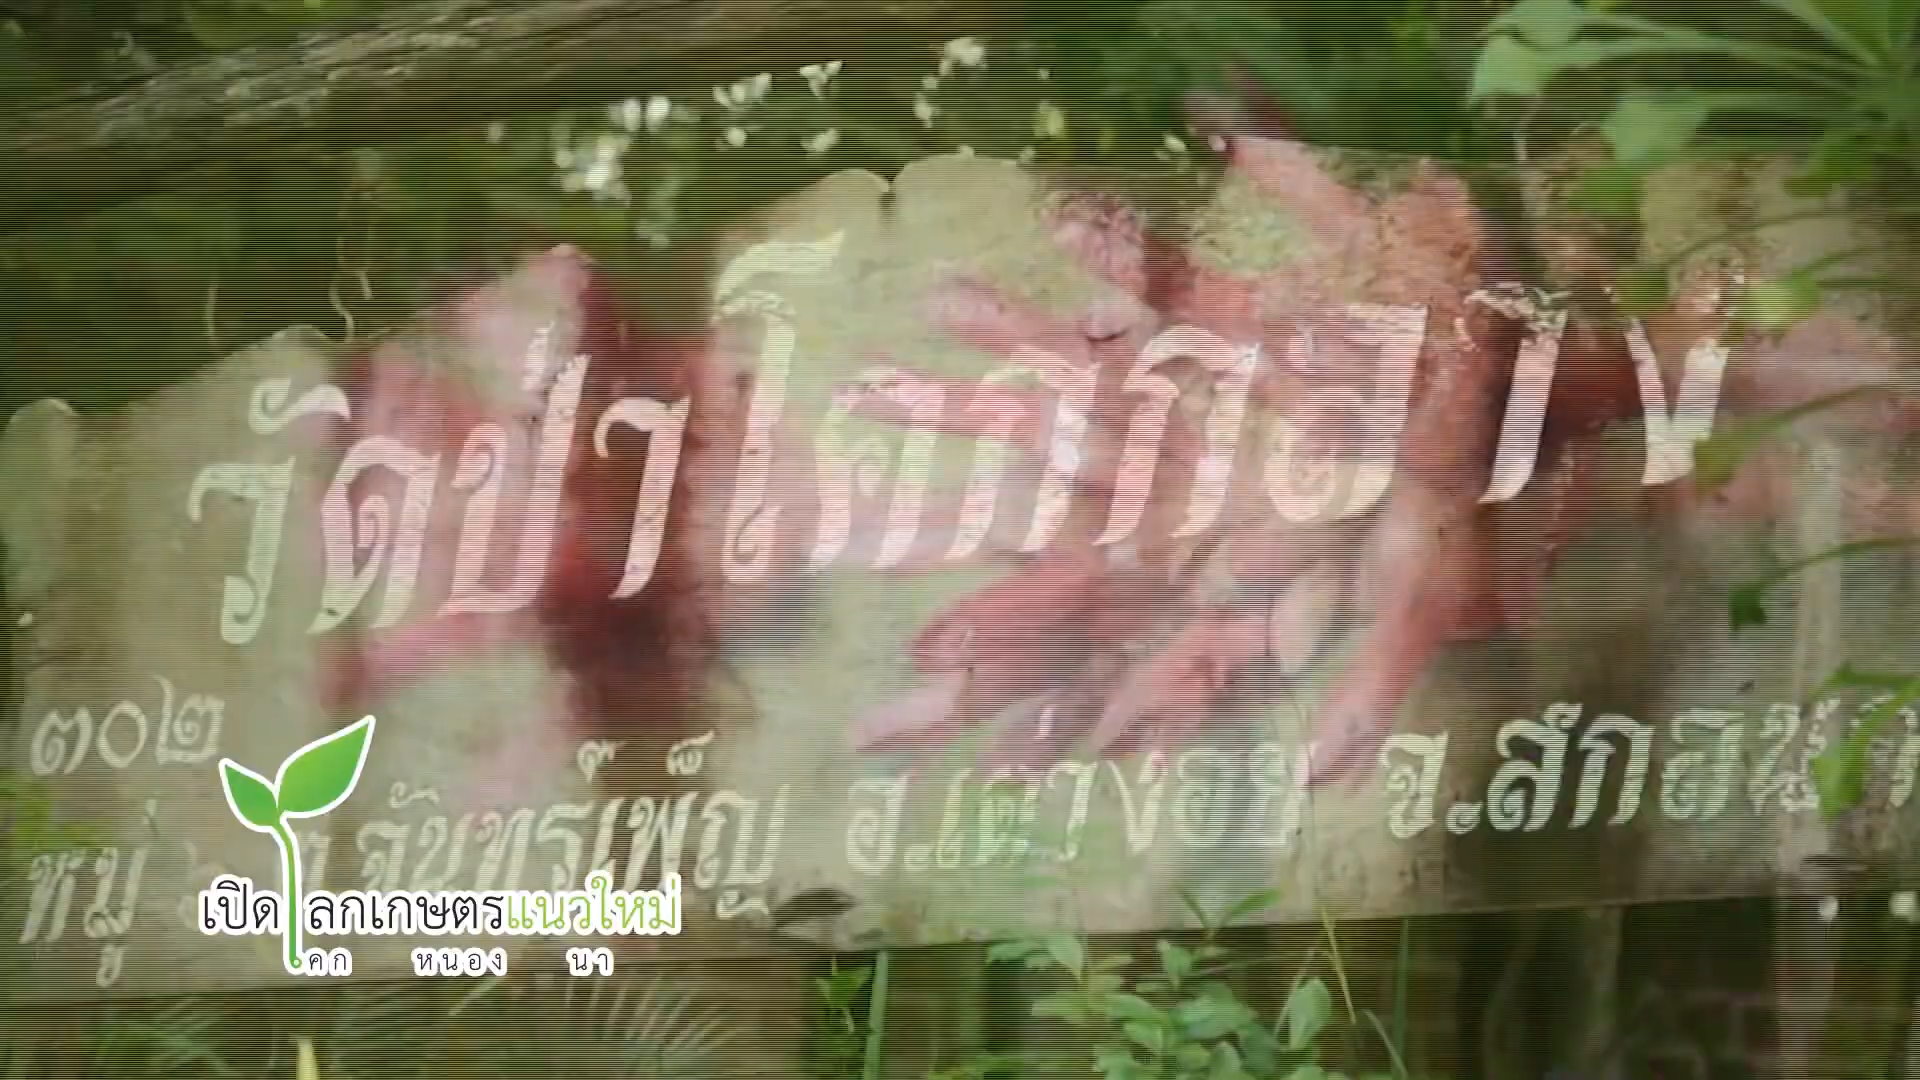 วัดป่าโคกกลาง
๓๐๒
หมู่ จันทร์เพ็ญ อ.เต่างอย จ.สกลนคร
เปิดโลกเกษตรแนวใหม่
โคก หนอง นา